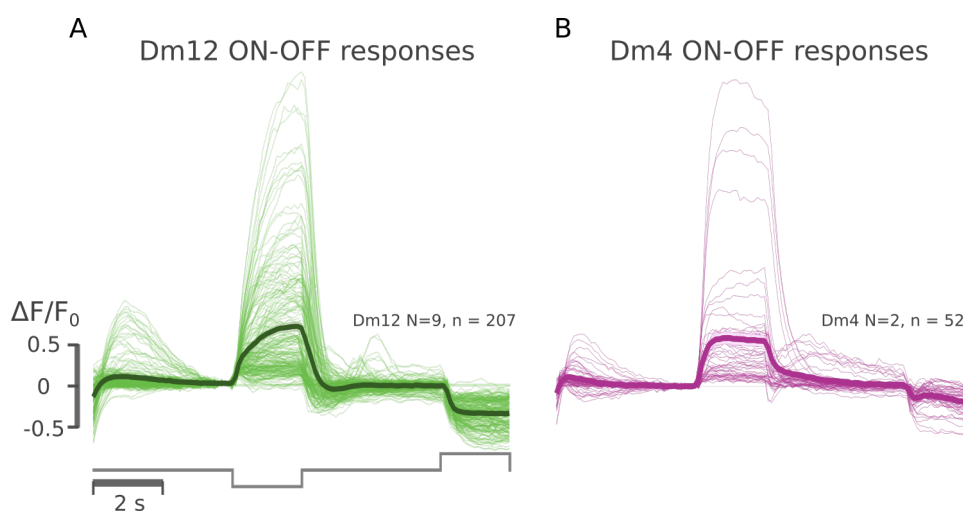 A
Dm12 ON-OFF responses
ΔF/F0
0.5
0
-0.5
Dm12 N=9, n = 207
2 s
B
Dm4 ON-OFF responses
Dm4 N=2, n = 52